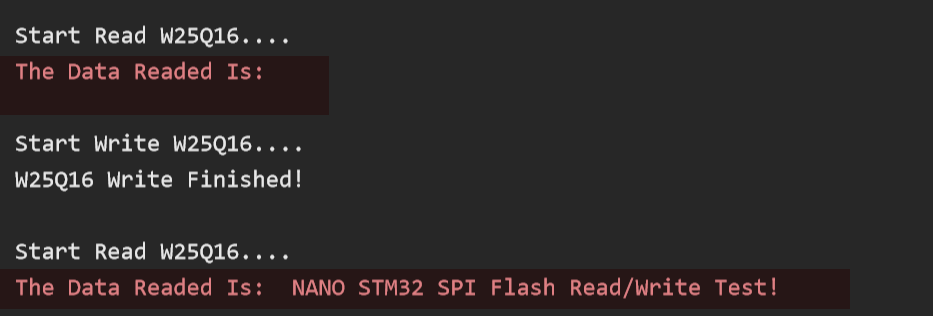 Start Read W25Q16....
The Data Readed Is:
Start Write W25Q16....
W25Q16 Write Finished!
Start Read W25Q16....
The Data Readed Is:  NANO STM32 SPI Flash Read/Write Test!